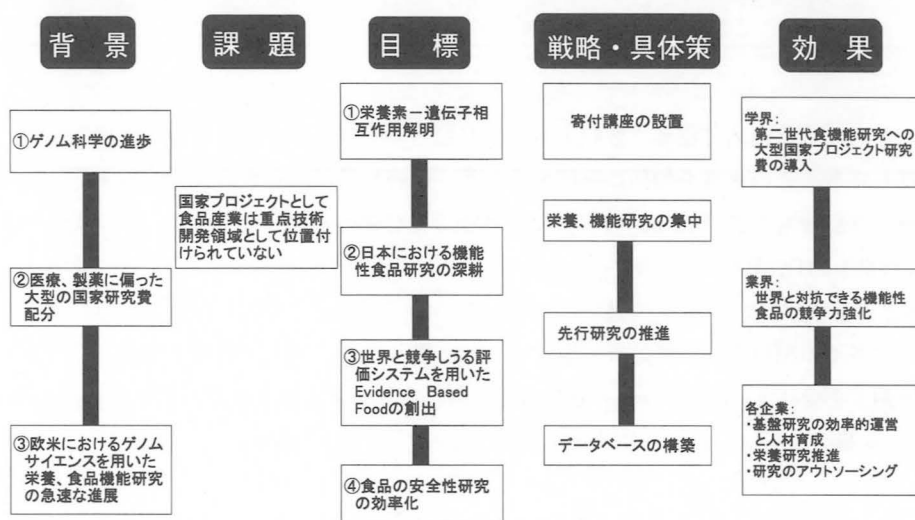 背　景
課　題
目　標
戦略・具体策
効　果
①ゲノム科学の進歩
②医療、製薬に偏った
大型の国家研究費
配分
③欧米におけるゲノム
サイエンスを用いた
栄養、食品機能研究
の急速な進展
国家プロジェクトとして
食品産業は重点技術
開発領域として位置付
けられていない
①栄養素－遺伝子相
互作用解明
②日本における機能
性食品研究の深耕
③世界と競争しうる評
価システムを用いた
Evidence Based
Foodの創出
④食品の安全性研究
の効率化
寄付講座の設置
栄養、機能研究の集中
先行研究の推進
データベースの構築
学界：
第二世代食機能研究への
大型国家プロジェクト研究
費の導入
業界：
世界と対抗できる機能性
食品の競争力強化
各企業：
・基盤研究の効率的運営
と人材育成
・栄養研究推進
・研究のアウトソーシング